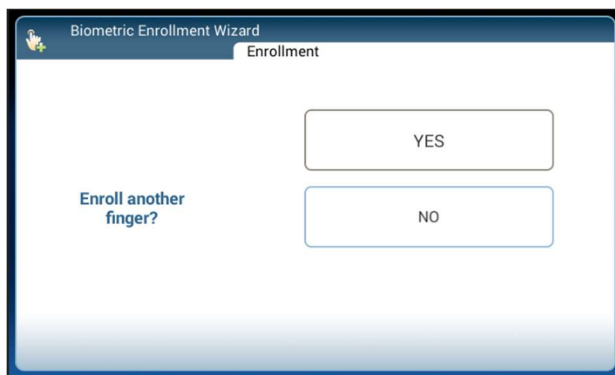 Biometric Enrollment Wizard
Enrollment
YES
Enroll another
finger?
NO